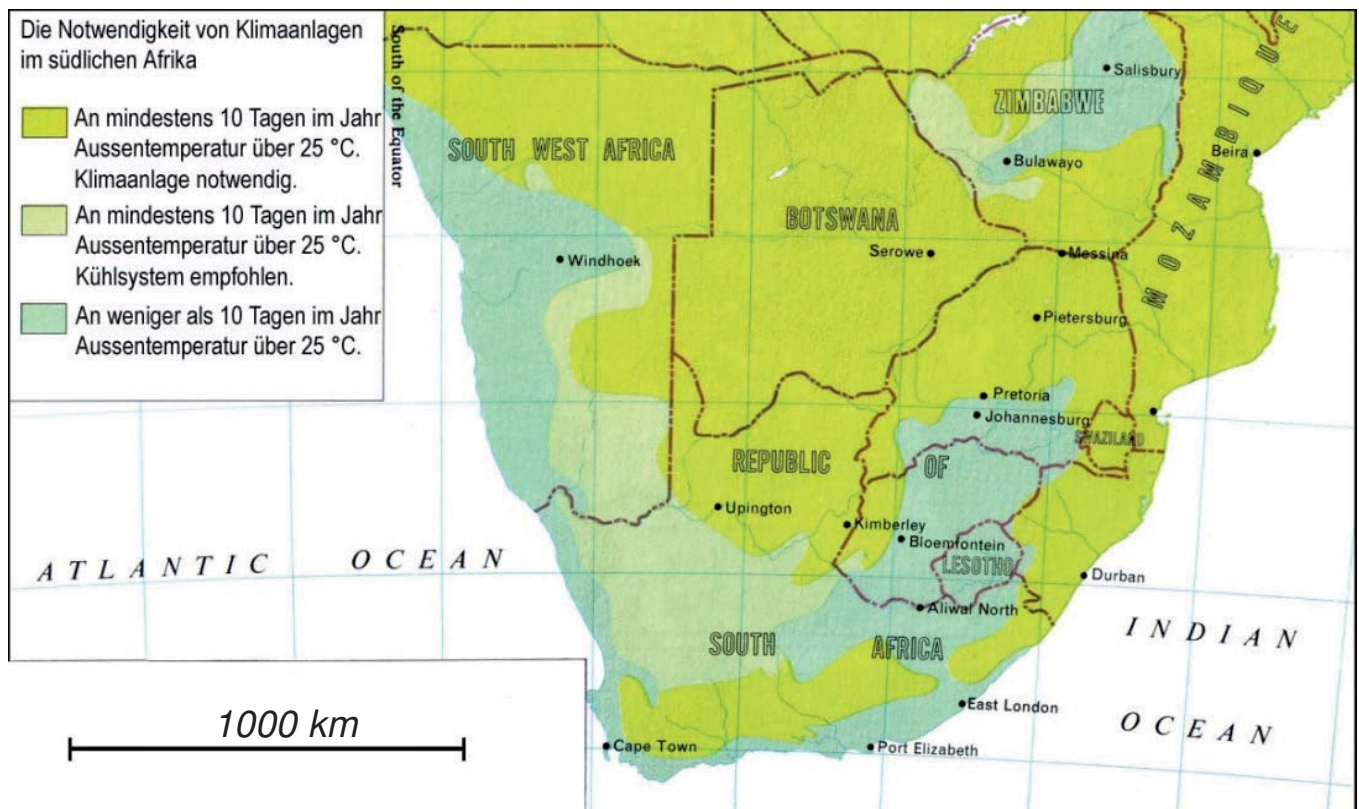 Die Notwendigkeit von Klimaanlagen
im südlichen Afrika
An mindestens 10 Tagen im Jahr
Aussentemperatur über 25 °C.
Klimaanlage notwendig.
An mindestens 10 Tagen im Jahr
Aussentemperatur über 25 °C.
Kühlsystem empfohlen.
An weniger als 10 Tagen im Jahr
Aussentemperatur über 25 °C.
South of the Equator
Salisbury
ZIMBABWE
MOZAMBIQUE
SOUTH WEST AFRICA
Bulawayo
Beira
BOTSWANA
Windhoek
Serowe
Messina
Pietersburg
Pretoria
Johannesburg
SWAZILAND
REPUBLIC
OF
Upington
Kimberley
Bloemfontein
LESOTHO
ATLANTIC OCEAN
Durban
Aliwal North
SOUTH AFRICA
INDIAN
OCEAN
East London
1000 km
Cape Town
Port Elizabeth